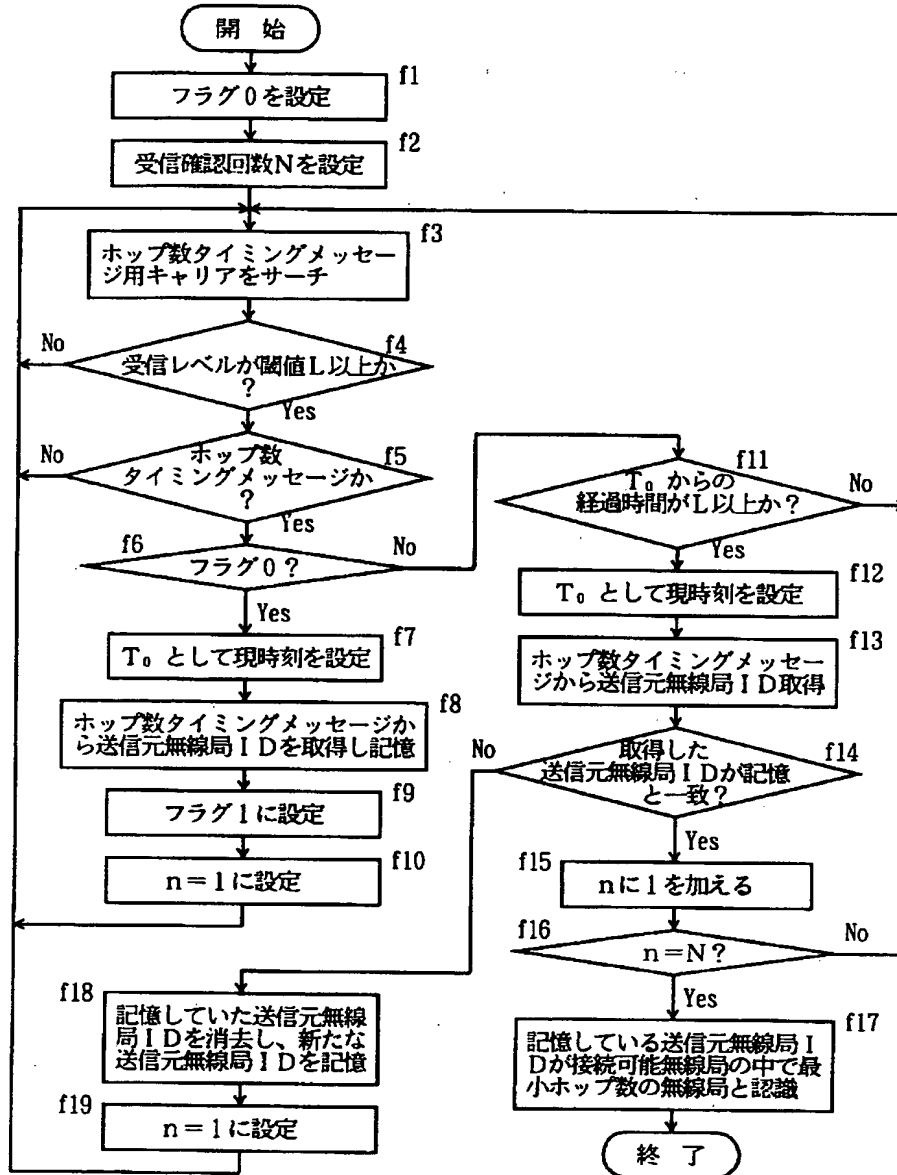 開 始
f1
フラグ0を設定
f2
受信確認回数Nを設定
f3
ホップ数タイミングメッセー
ジ用キャリアをサーチ
No
f4
受信レベルが閾値L以上か
?
Yes
No
ホップ数
f5
タイミングメッセージか
?
Yes
f6
フラグ0?
No
Yes
f7
T₀ として現時刻を設定
f8
ホップ数タイミングメッセージか
ら送信元無線局IDを取得し記憶
f9
フラグ1に設定
f10
n=1に設定
f11
T₀ からの
経過時間がL以上か?
No
Yes
f12
T₀ として現時刻を設定
f13
ホップ数タイミングメッセー
ジから送信元無線局ID取得
No
取得した
f14
送信元無線局IDが記憶
と一致?
Yes
f15
nに1を加える
f16
n=N?
No
Yes
f17
記憶している送信元無線局I
Dが接続可能無線局の中で最
小ホップ数の無線局と認識
終 了
f18
記憶していた送信元無線
局IDを消去し、新たな
送信元無線局IDを記憶
f19
n=1に設定